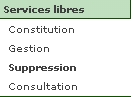 Services libres
Constitution
Gestion
Suppression
Consultation